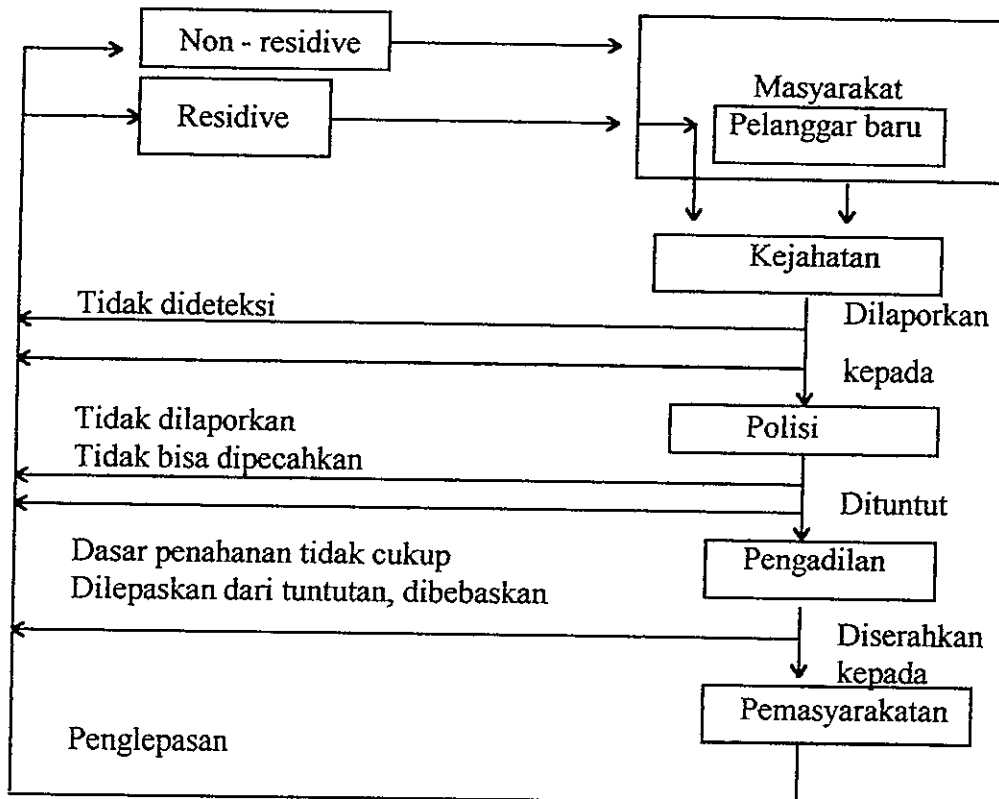 Non - residive
Masyarakat
Residive
Pelanggar baru
Kejahatan
Tidak dideteksi
Dilaporkan
kepada
Tidak dilaporkan
Polisi
Tidak bisa dipecahkan
Dituntut
Dasar penahanan tidak cukup
Pengadilan
Dilepaskan dari tuntutan, dibebaskan
Diserahkan
kepada
Pemasyarakatan
Penglepasan